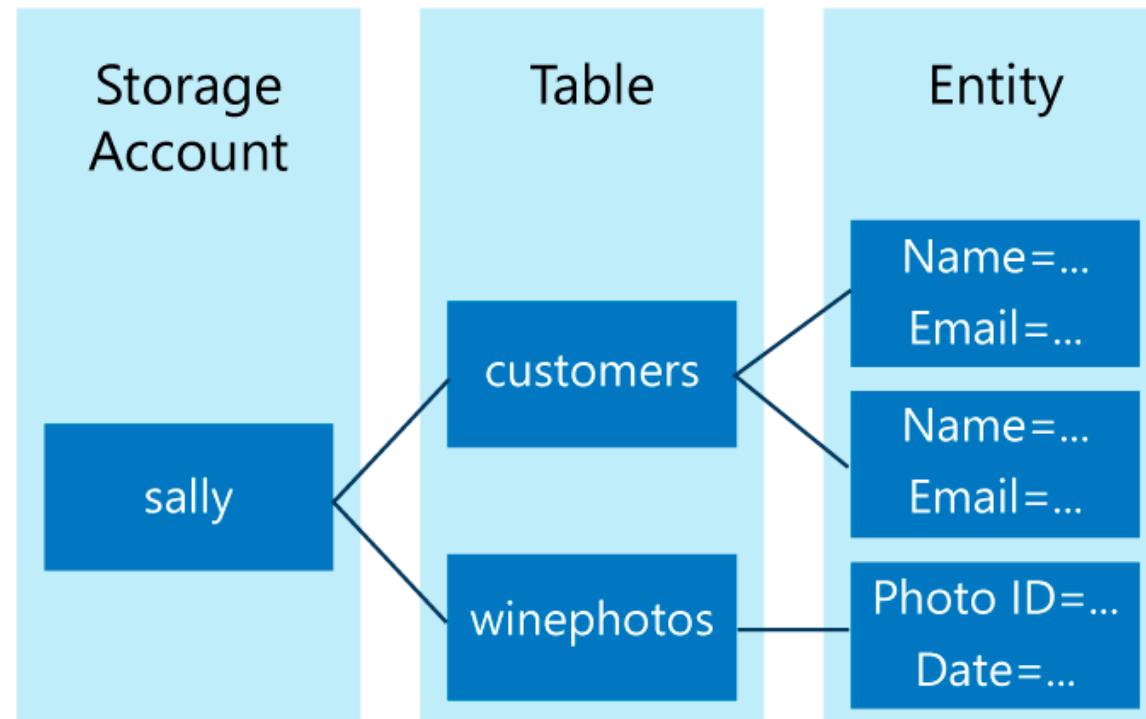 Storage
Account
Table
Entity
sally
customers
winephotos
Name=...
Email=...
Name=...
Email=...
Photo ID=...
Date=...